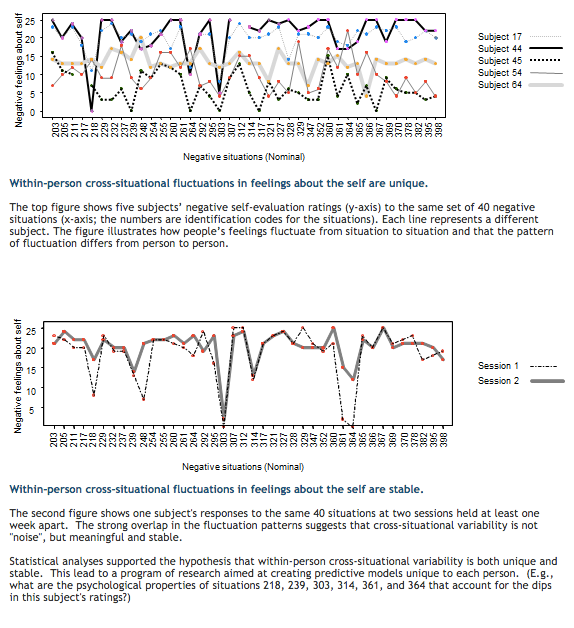 Negative feelings about self
25
20
15
10
5
0
203 205 211 217 218 229 232 237 239 248 254 255 260 261 264 292 295 303 307 312 314 317 321 327 328 329 347 352 360 361 364 365 366 367 369 370 378 382 395 398
Negative situations (Nominal)
Subject 17
Subject 44
Subject 45
Subject 54
Subject 64
Within-person cross-situational fluctuations in feelings about the self are unique.
The top figure shows five subjects' negative self-evaluation ratings (y-axis) to the same set of 40 negative
situations (x-axis; the numbers are identification codes for the situations). Each line represents a different
subject. The figure illustrates how people's feelings fluctuate from situation to situation and that the pattern
of fluctuation differs from person to person.
Negative feelings about self
25
20
15
10
5
203 205 211 217 218 229 232 237 239 248 254 255 260 261 264 292 295 303 307 312 314 317 321 327 328 329 347 352 360 361 364 365 366 367 369 370 378 382 395 398
Negative situations (Nominal)
Session 1
Session 2
Within-person cross-situational fluctuations in feelings about the self are stable.
The second figure shows one subject's responses to the same 40 situations at two sessions held at least one
week apart. The strong overlap in the fluctuation patterns suggests that cross-situational variability is not
"noise", but meaningful and stable.
Statistical analyses supported the hypothesis that within-person cross-situational variability is both unique and
stable. This lead to a program of research aimed at creating predictive models unique to each person. (E.g.,
what are the psychological properties of situations 218, 239, 303, 314, 361, and 364 that account for the dips
in this subject's ratings?)